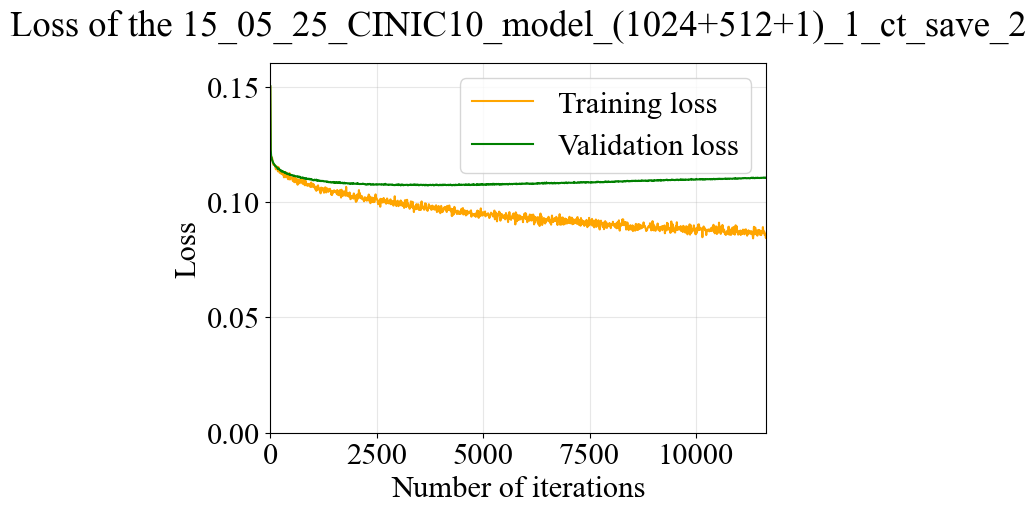 Loss of the 15_05_25_CINIC10_model_(1024+512+1)_1_ct_save_2
0.15
0.10
0.05
0.00
Loss
Training loss
Validation loss
0 2500 5000 7500 10000
Number of iterations